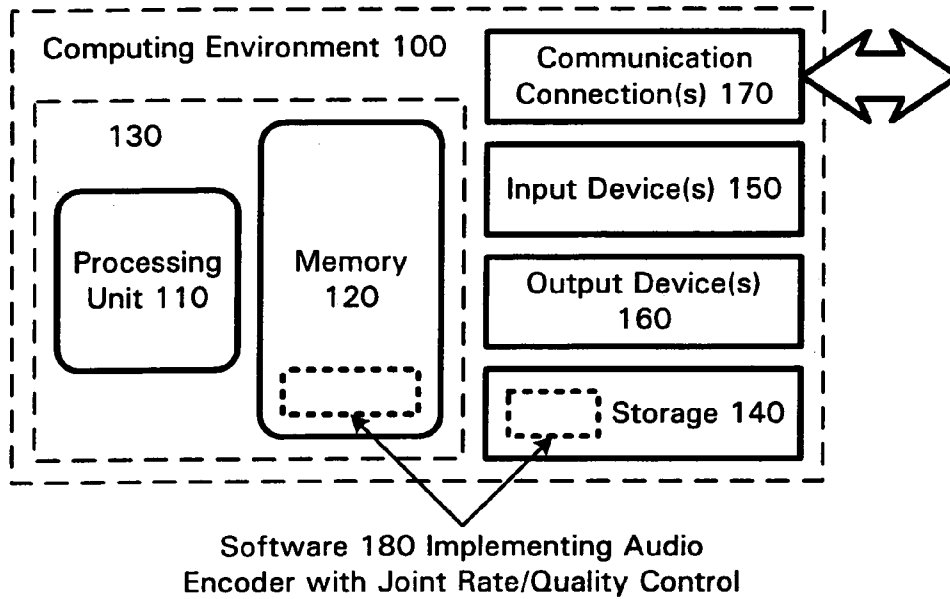 Computing Environment 100
130
Processing
Unit 110
Memory
120
Communication
Connection(s) 170
Input Device(s) 150
Output Device(s)
160
Storage 140
Software 180 Implementing Audio
Encoder with Joint Rate/Quality Control